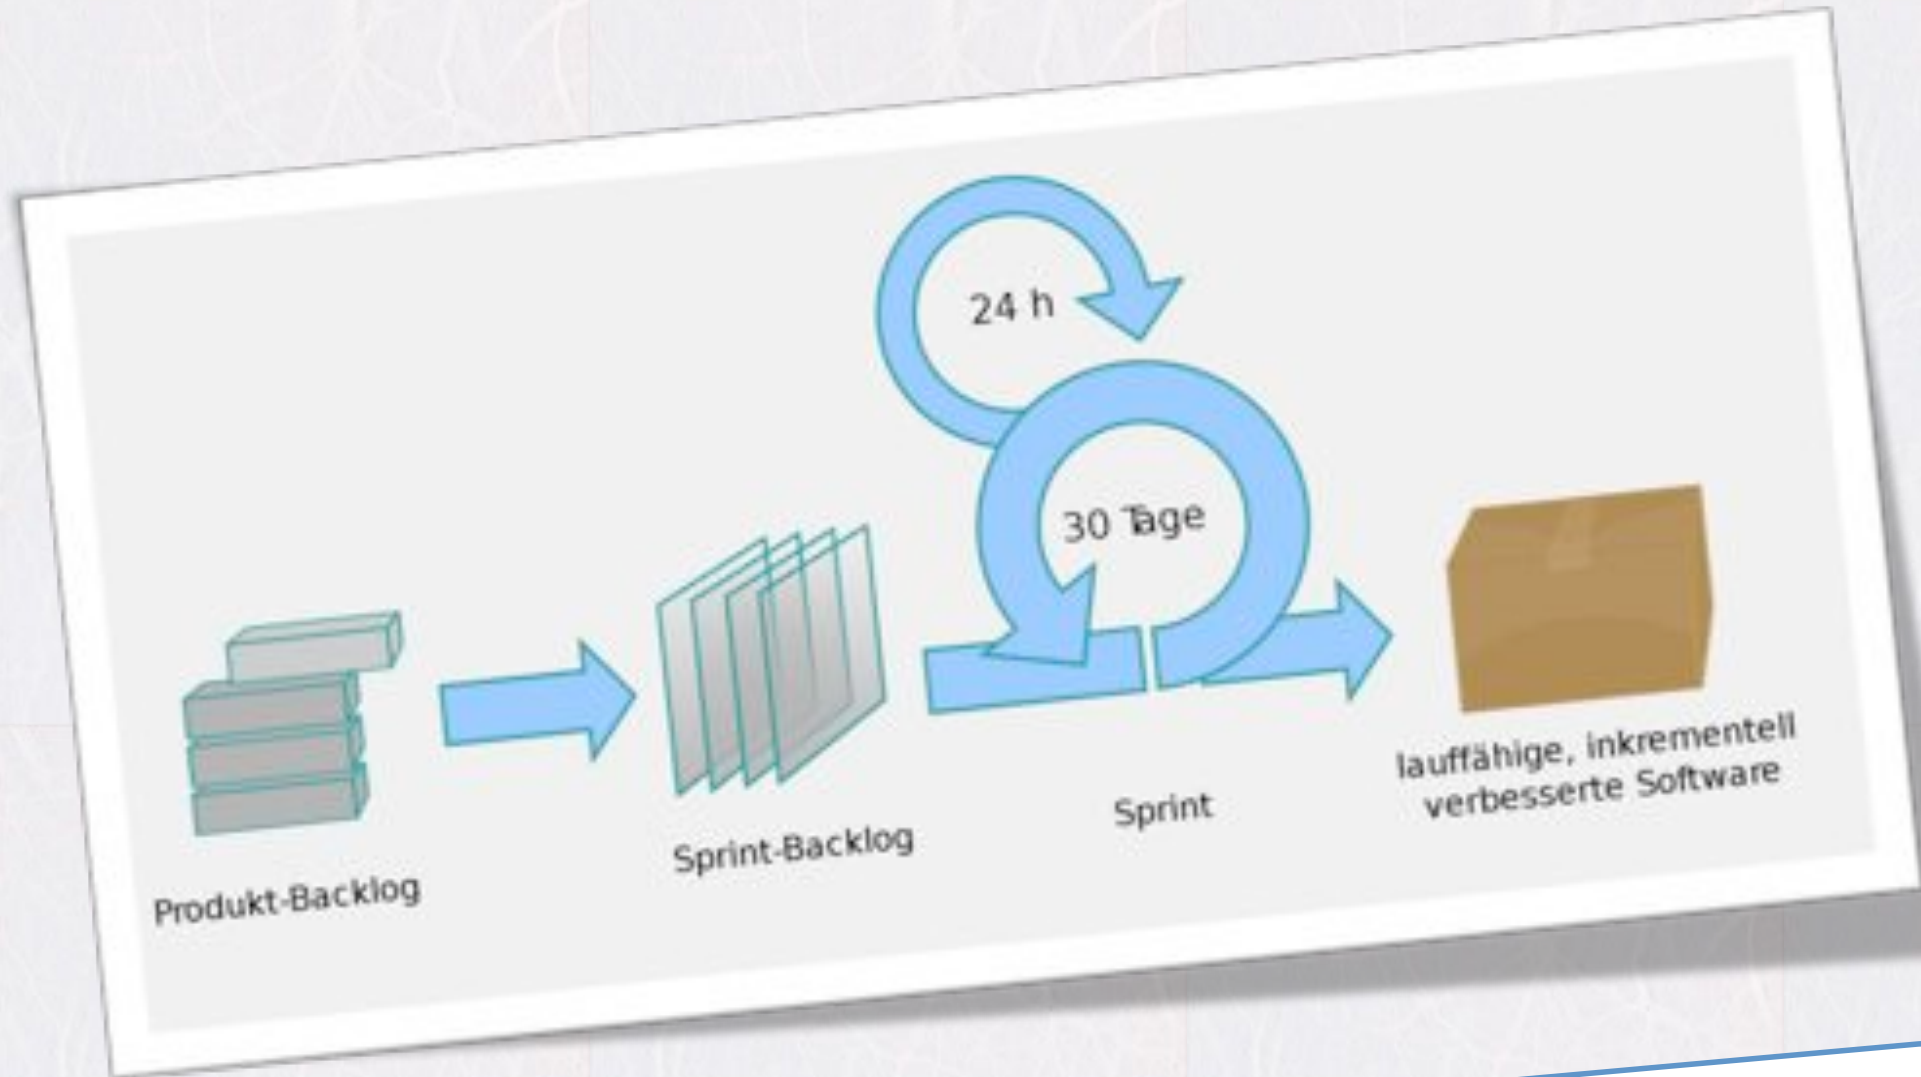 24 h
30 Tage
Produkt-Backlog
Sprint-Backlog
Sprint
lauffähige, inkrementell
verbesserte Software